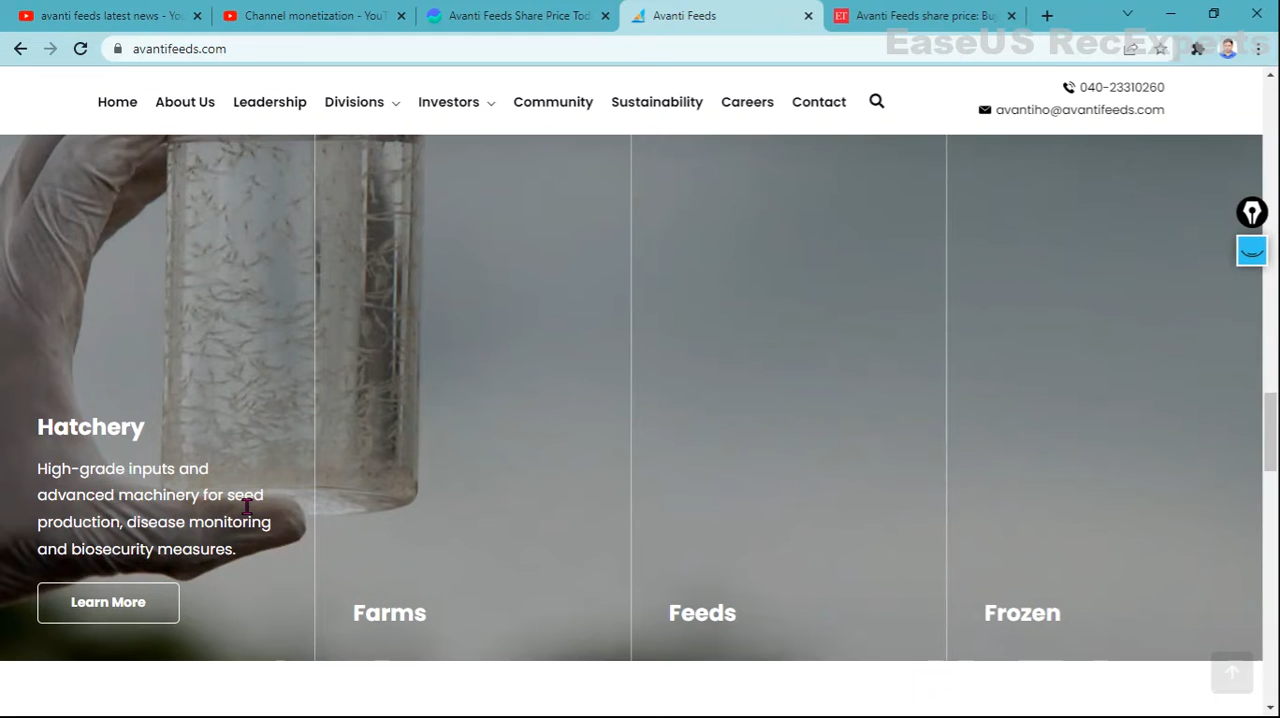 avanti feeds latest news - You
Channel monetization - YouT
Avanti Feeds Share Price Tod
Avanti Feeds
ET Avanti Feeds share price: Bu
avantifeeds.com
EaseUS RecExperts
Home About Us Leadership Divisions Investors Community Sustainability Careers Contact
040-23310260
avantiho@avantifeeds.com
Hatchery
High-grade inputs and
advanced machinery for seed
production, disease monitoring
and biosecurity measures.
Learn More
Farms
Feeds
Frozen